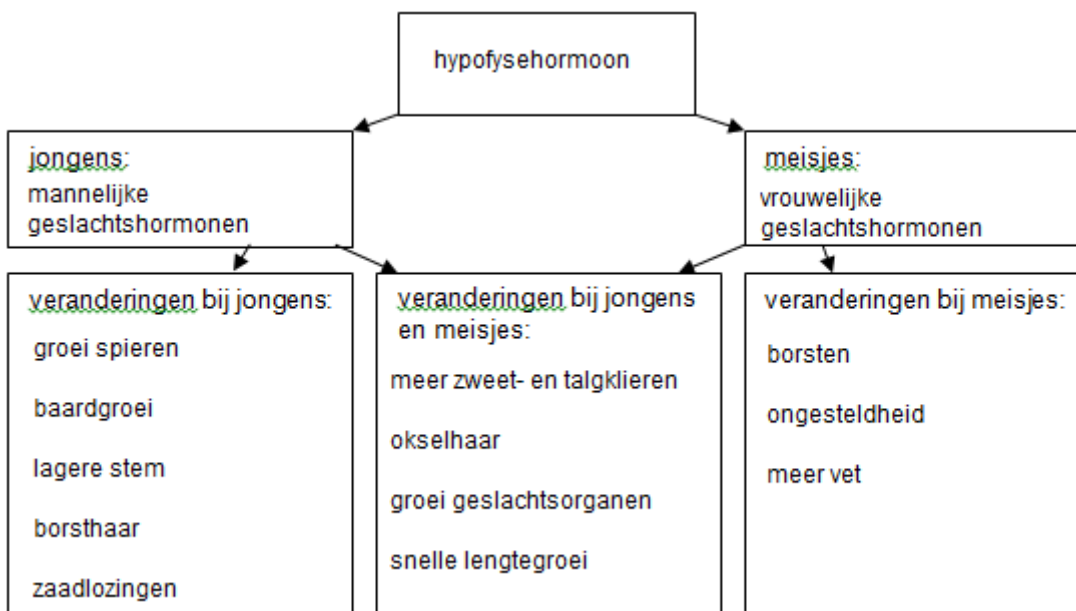 hypofysehormoon
jongens:
mannelijke
geslachtshormonen
meisjes:
vrouwelijke
geslachtshormonen
veranderingen bij jongens:
groei spieren
baardgroei
lagere stem
borsthaar
zaadlozingen
veranderingen bij jongens
en meisjes:
meer zweet- en talgklieren
okselhaar
groei geslachtsorganen
snelle lengtegroei
veranderingen bij meisjes:
borsten
ongesteldheid
meer vet